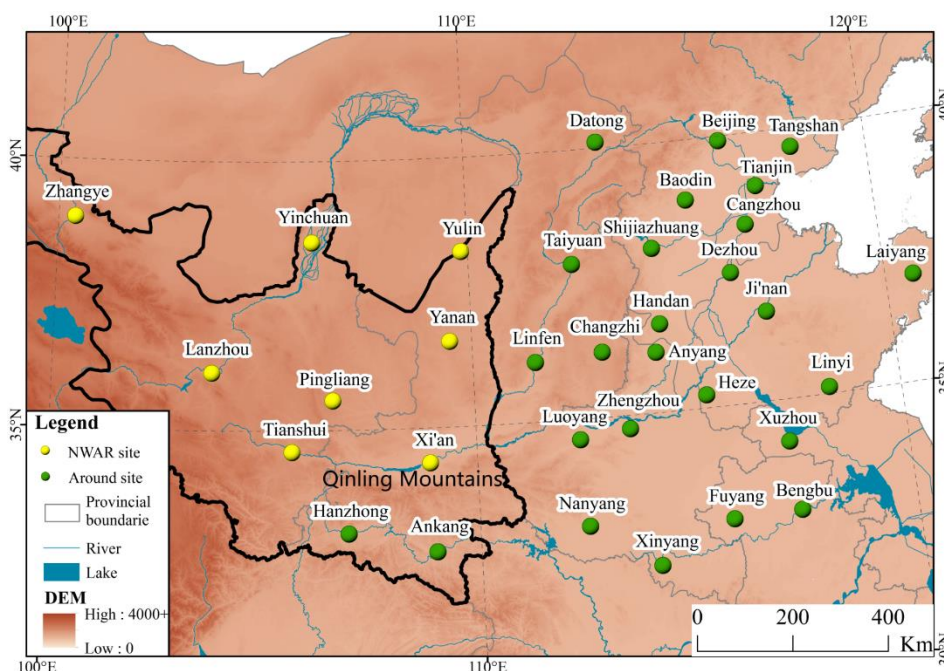 100°E
110°E
120°E
40°N
40°N
Datong
Beijing
Tangshan
Zhangye
Baodin
Tianjin
Yinchuan
Yulin
Cangzhou
Taiyuan
Shijiazhuang
Dezhou
Laiyang
Ji'nan
Yanan
Handan
Lanzhou
Linfen
Changzhi
Anyang
Pingliang
Linyi
35°N
35°N
Heze
Zhengzhou
Luoyang
Xuzhou
Tianshui
Xi'an
Qinling Mountains
Hanzhong
Ankang
Nanyang
Fuyang
Bengbu
Xinyang
Legend
NWAR site
Around site
Provincial
boundarie
River
Lake
DEM
High : 4000+
Low : 0
0 200 400
Km
100°E
110°E